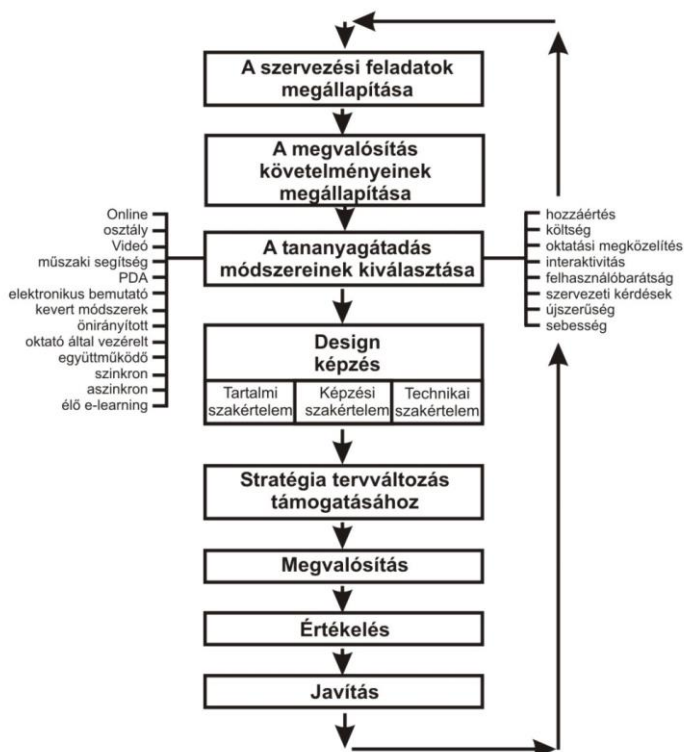 A szervezési feladatok
megállapítása
A megvalósítás
követelményeinek
megállapítása
Online
osztály
Videó
műszaki segítség
PDA
elektronikus bemutató
kevert módszerek
önirányított
oktató által vezérelt
együttműködő
szinkron
aszinkron
élő e-learning
A tananyagátadás
módszereinek kiválasztása
hozzáértés
költség
oktatási megközelítés
interaktivitás
felhasználóbarátság
szervezeti kérdések
újszerűség
sebesség
Design
képzés
Tartalmi
szakértelem
Képzési
szakértelem
Technikai
szakértelem
Stratégia tervváltozás
támogatásához
Megvalósítás
Értékelés
Javítás